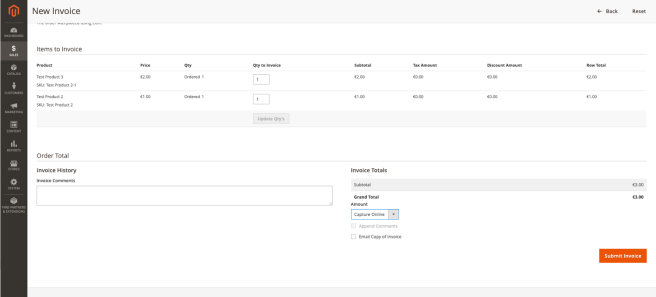 New Invoice
Back
Reset
DASHBOARD
SALES
CATALOG
CUSTOMERS
MARKETING
CONTENT
REPORTS
STORES
SYSTEM
FIND PARTNERS
& EXTENSIONS
Items to Invoice
Product Price Qty Qty to Invoice Subtotal Tax Amount Discount Amount Row Total
Test Product 3 €2.00 Ordered 1 1 €2.00 €0.00 €0.00 €2.00
SKU: Test Product 2-1
Test Product 2 €1.00 Ordered 1 1 €1.00 €0.00 €0.00 €1.00
SKU: Test Product 2
Update Qty's
Order Total
Invoice History
Invoice Comments
Invoice Totals
Subtotal €3.00
Grand Total €3.00
Amount
Capture Online
Append Comments
Email Copy of Invoice
Submit Invoice